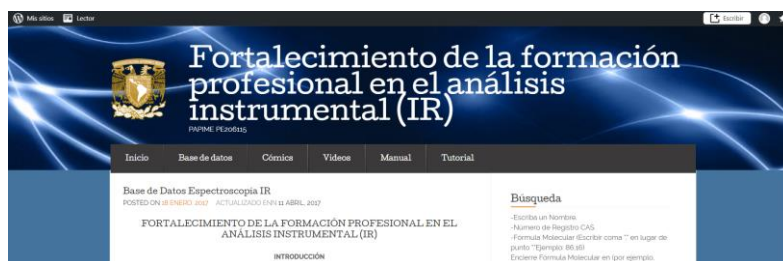 Mis sitios Lector Escribir
Fortalecimiento de la formación
profesional en el análisis
instrumental (IR)
PAPIME PE206115
Inicio Base de datos Cómics Videos Manual Tutorial
Base de Datos Espectroscopia IR
POSTED ON 18 ENERO, 2017 ACTUALIZADO ENN 11 ABRIL, 2017
FORTALECIMIENTO DE LA FORMACIÓN PROFESIONAL EN EL
ANÁLISIS INSTRUMENTAL (IR)
INTRODUCCIÓN
Búsqueda
-Escriba un Nombre.
-Número de Registro CAS.
-Formula Molecular (Escribir coma "," en lugar de
punto "."Ejemplo: 86,16)
Encierre Fórmula Molecular en (por ejemplo,